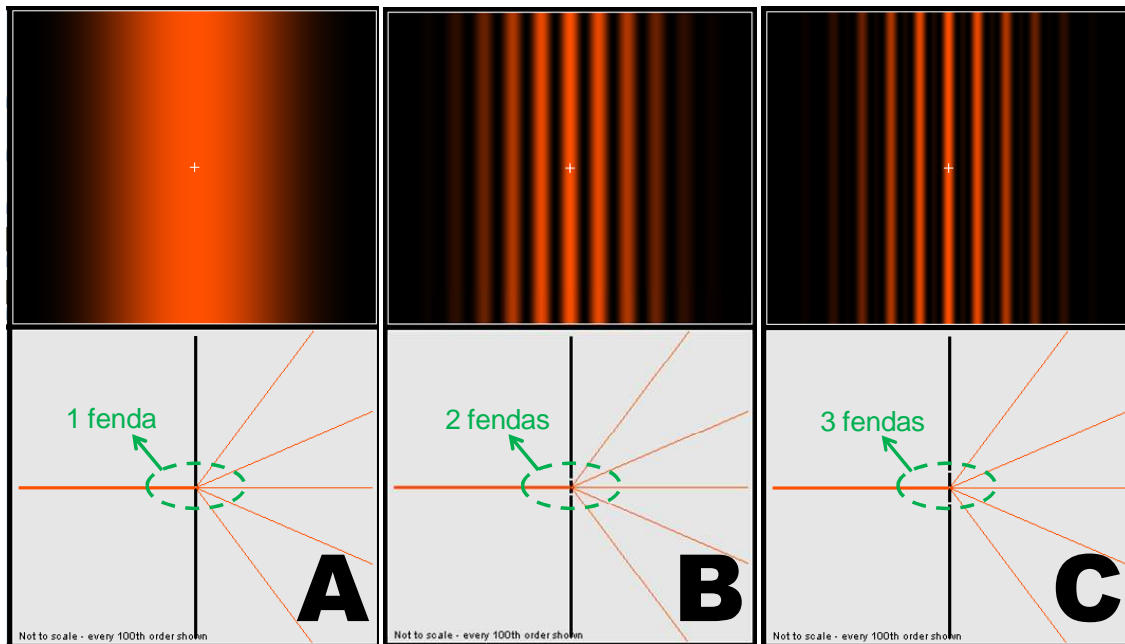 1 fenda
2 fendas
3 fendas
A
B
C
Not to scale - every 100th order shown
Not to scale - every 100th order shown
Not to scale - every 100th order shown